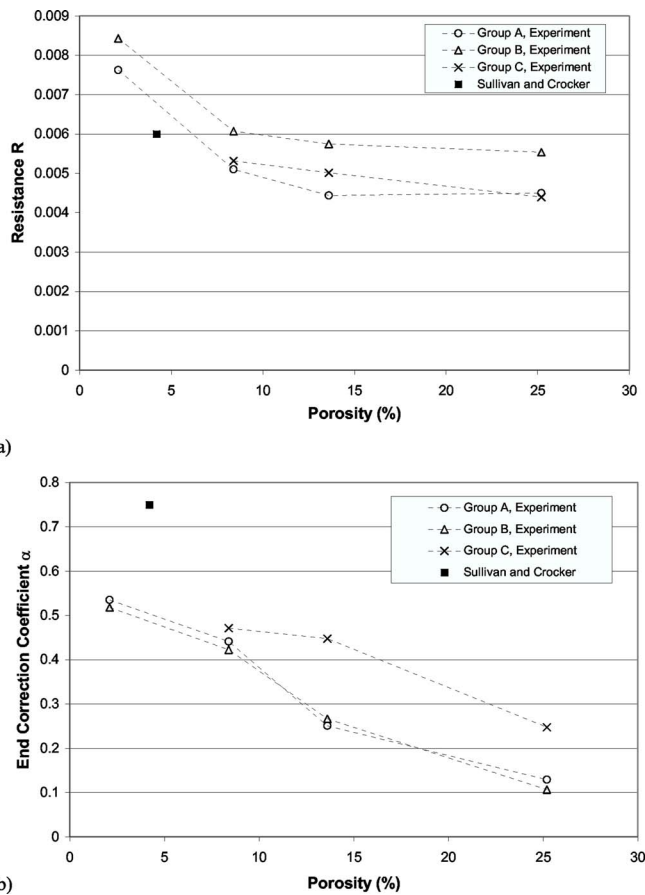 0.009
0.008
0.007
0.006
0.005
0.004
0.003
0.002
0.001
0
Resistance R
Group A, Experiment
Group B, Experiment
Group C, Experiment
Sullivan and Crocker
0 5 10 15 20 25 30
Porosity (%)
a)
0.8
0.7
0.6
0.5
0.4
0.3
0.2
0.1
0
End Correction Coefficient α
Group A, Experiment
Group B, Experiment
Group C, Experiment
Sullivan and Crocker
0 5 10 15 20 25 30
Porosity (%)
b)